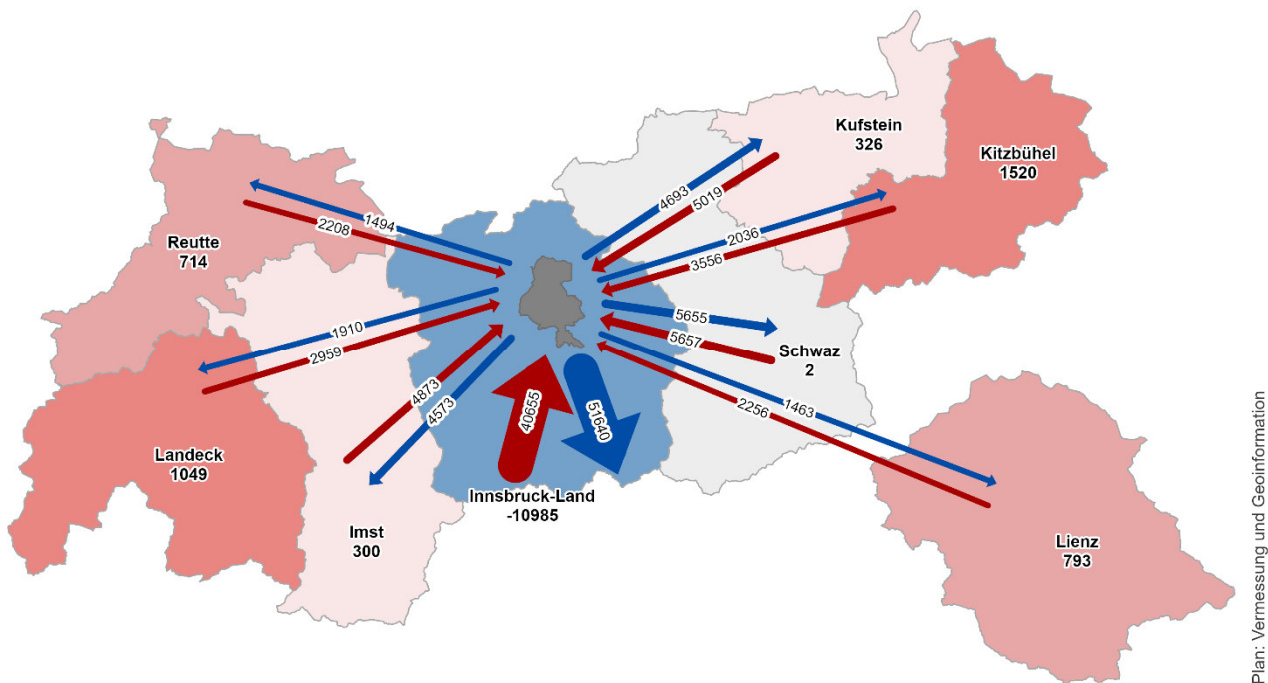 Kufstein
326
Kitzbühel
1520
4693
5019
1494
2208
Reutte
714
2036
3556
1910
2959
5655
5657
Schwaz
2
4873
4573
40655
51640
1463
2256
Landeck
1049
Innsbruck-Land
-10985
Imst
300
Lienz
793
Plan: Vermessung und Geoinformation